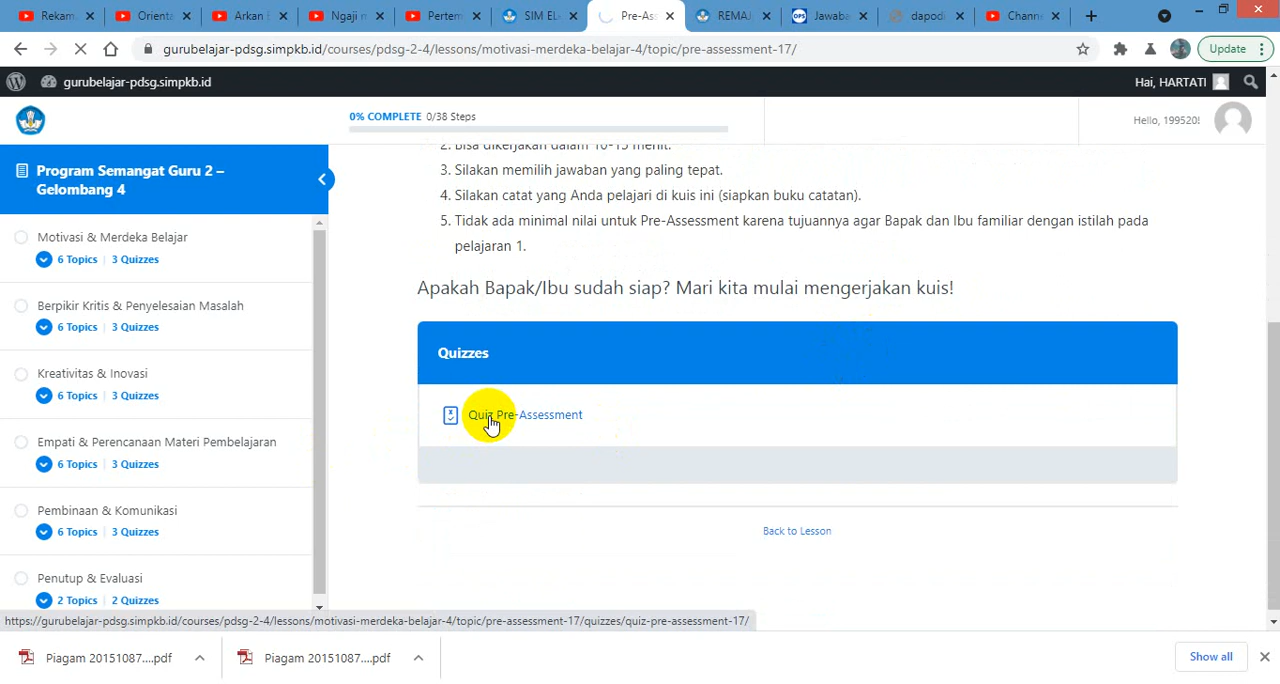 Rekam
Orienta
Arkan B
Ngaji m
Pertem
SIM EL
Pre-As
REMAJ
OPS
Jawaba
dapodi
Chann
gurubelajar-pdsg.simpkb.id/courses/pdsg-2-4/lessons/motivasi-merdeka-belajar-4/topic/pre-assessment-17/
Update
gurubelajar-pdsg.simpkb.id
Hai, HARTATI
0% COMPLETE 0/38 Steps
Hello, 199520!
Program Semangat Guru 2 –
Gelombang 4
Motivasi & Merdeka Belajar
6 Topics | 3 Quizzes
Berpikir Kritis & Penyelesaian Masalah
6 Topics | 3 Quizzes
Kreativitas & Inovasi
6 Topics | 3 Quizzes
Empati & Perencanaan Materi Pembelajaran
6 Topics | 3 Quizzes
Pembinaan & Komunikasi
6 Topics | 3 Quizzes
Penutup & Evaluasi
2 Topics | 2 Quizzes
2. Bisa dikerjakan dalam 10-15 menit.
3. Silakan memilih jawaban yang paling tepat.
4. Silakan catat yang Anda pelajari di kuis ini (siapkan buku catatan).
5. Tidak ada minimal nilai untuk Pre-Assessment karena tujuannya agar Bapak dan Ibu familiar dengan istilah pada
pelajaran 1.
Apakah Bapak/Ibu sudah siap? Mari kita mulai mengerjakan kuis!
Quizzes
Quiz Pre-Assessment
Back to Lesson
https://gurubelajar-pdsg.simpkb.id/courses/pdsg-2-4/lessons/motivasi-merdeka-belajar-4/topic/pre-assessment-17/quizzes/quiz-pre-assessment-17/
Piagam 20151087....pdf
Piagam 20151087....pdf
Show all